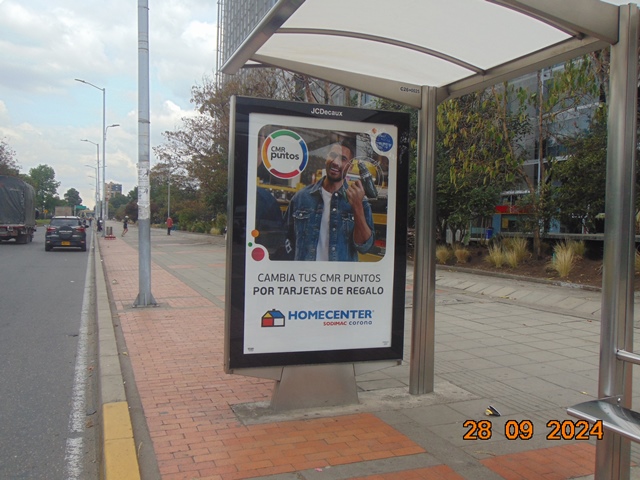 JCDecaux
CMR
puntos
CAMBIA TUS CMR PUNTOS
POR TARJETAS DE REGALO
HOMECENTER
SODIMAC corona
28 09 2024